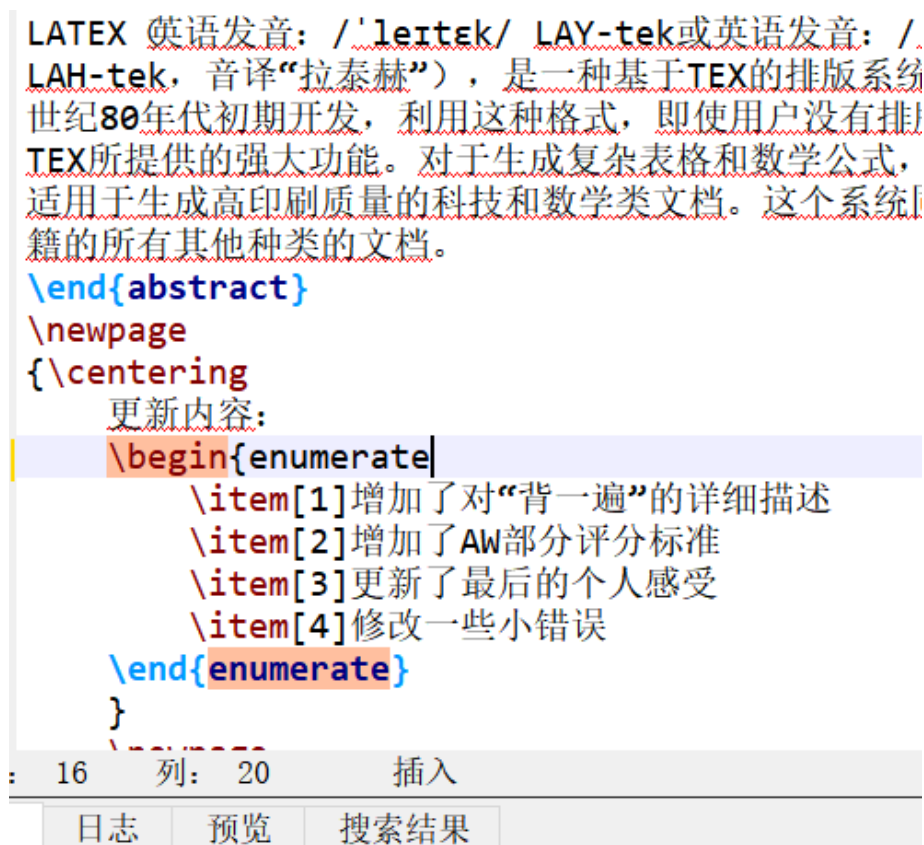 LATEX (英语发音：/ˈleɪtɛk/ LAY-tek或英语发音：/
LAH-tek，音译“拉泰赫”），是一种基于TEX的排版系统
世纪80年代初期开发，利用这种格式，即使用户没有排版
TEX所提供的强大功能。对于生成复杂表格和数学公式，
适用于生成高印刷质量的科技和数学类文档。这个系统同
籍的所有其他种类的文档。
\end{abstract}
\newpage
{\centering
更新内容：
\begin{enumerate
\item[1]增加了对“背一遍”的详细描述
\item[2]增加了AW部分评分标准
\item[3]更新了最后的个人感受
\item[4]修改一些小错误
\end{enumerate}
}
\newpage
: 16 列： 20 插入
日志 预览 搜索结果